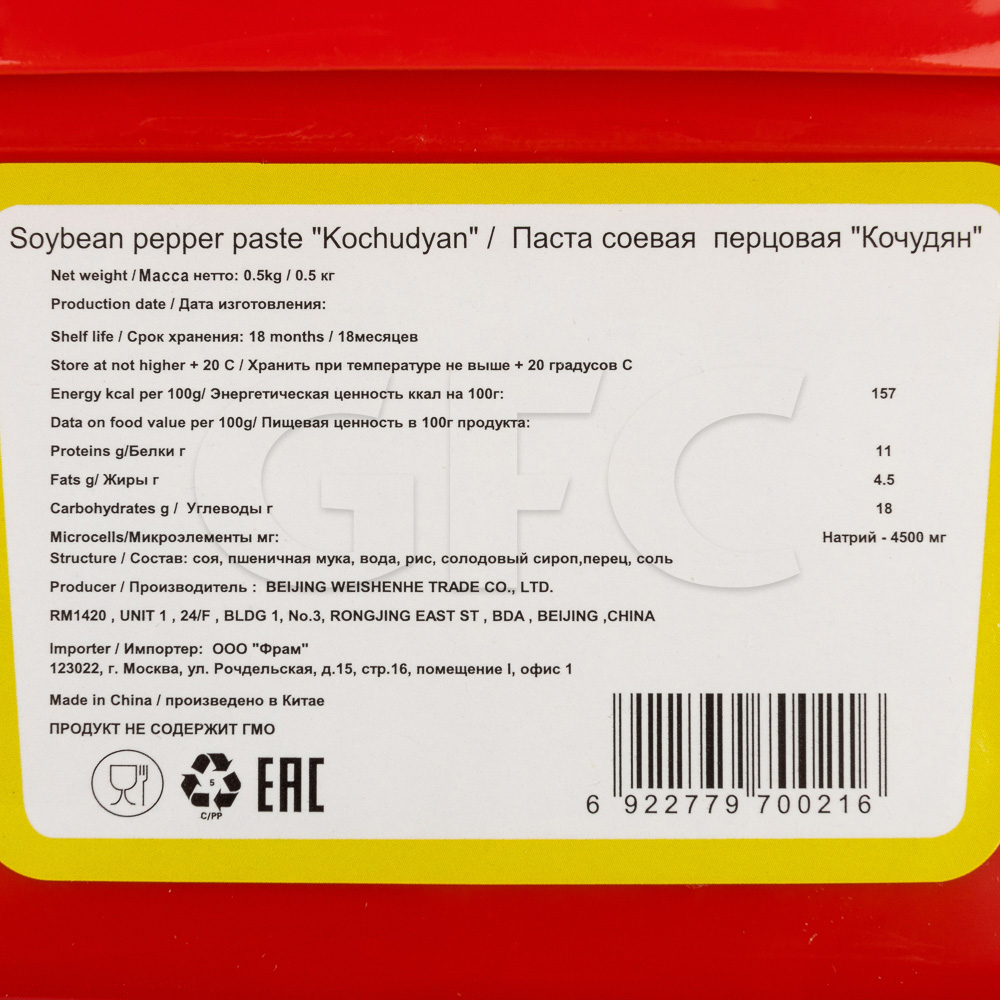 Soybean pepper paste "Kochudyan" / Паста соевая перцовая "Кочудян"
Net weight / Масса нетто: 0.5kg / 0.5 кг
Production date / Дата изготовления:
Shelf life / Срок хранения: 18 months / 18месяцев
Store at not higher + 20 C / Хранить при температуре не выше + 20 градусов С
Energy kcal per 100g/ Энергетическая ценность ккал на 100г: 157
Data on food value per 100g/ Пищевая ценность в 100г продукта:
Proteins g/Белки г 11
Fats g/ Жиры г 4.5
Carbohydrates g / Углеводы г 18
Microcells/Микроэлементы мг: Натрий - 4500 мг
Structure / Состав: соя, пшеничная мука, вода, рис, солодовый сироп,перец, соль
Producer / Производитель : BEIJING WEISHENHE TRADE CO., LTD.
RM1420 , UNIT 1 , 24/F , BLDG 1, No.3, RONGJING EAST ST , BDA , BEIJING ,CHINA
Importer / Импортер: ООО "Фрам"
123022, г. Москва, ул. Рочдельская, д.15, стр.16, помещение I, офис 1
Made in China / произведено в Китае
ПРОДУКТ НЕ СОДЕРЖИТ ГМО
5
C/PP
EAC
6 922779 700216
GFC